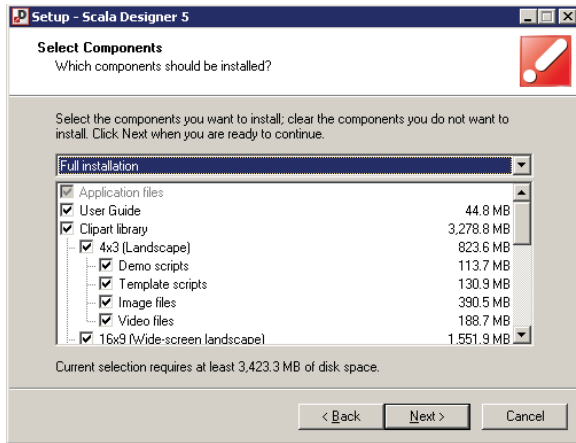 Setup - Scala Designer 5
Select Components
Which components should be installed?
Select the components you want to install; clear the components you do not want to
install. Click Next when you are ready to continue.
Full installation
Application files
User Guide 44.8 MB
Clipart library 3,278.8 MB
4x3 (Landscape) 823.6 MB
Demo scripts 113.7 MB
Template scripts 130.9 MB
Image files 390.5 MB
Video files 188.7 MB
16x9 (Wide-screen landscape) 1,551.9 MB
Current selection requires at least 3,423.3 MB of disk space.
< Back Next > Cancel